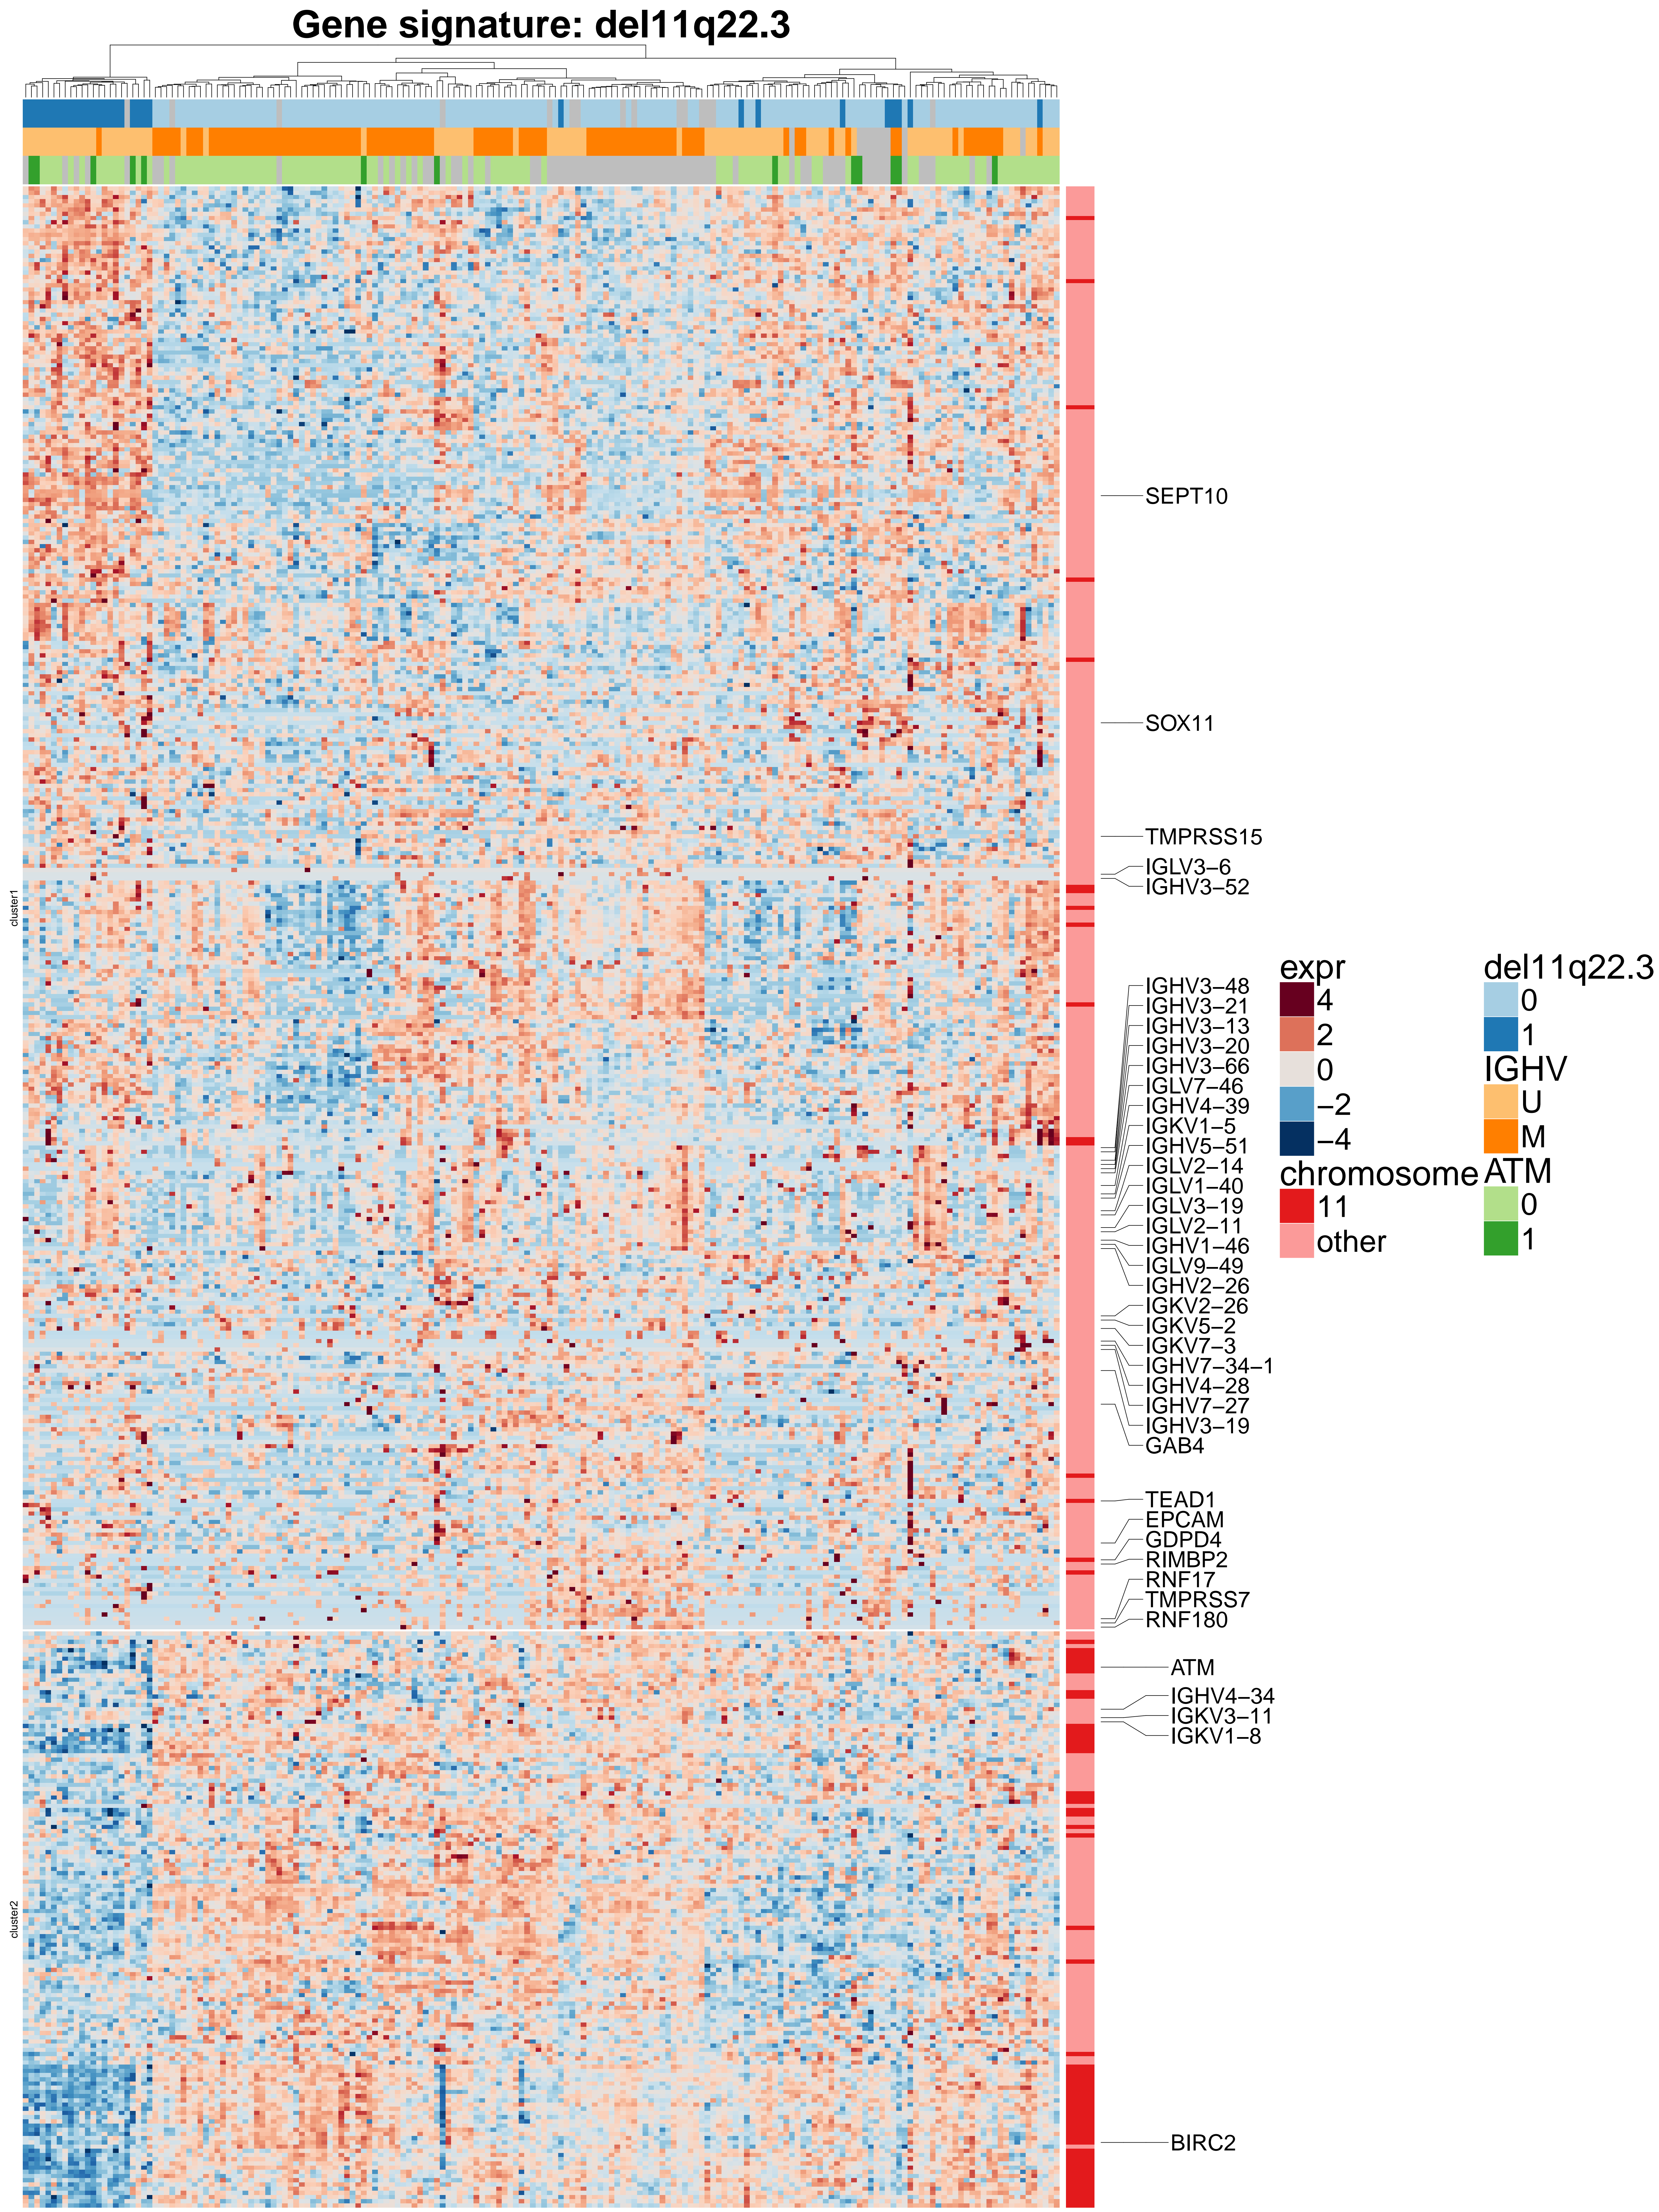 Gene signature: del11q22.3
cluster1
SEPT10
SOX11
TMPRSS15
IGLV3−6
IGHV3−52
IGHV3−48
IGHV3−21
IGHV3−13
IGHV3−20
IGHV3−66
IGLV7−46
IGHV4−39
IGKV1−5
IGHV5−51
IGLV2−14
IGLV1−40
IGLV3−19
IGLV2−11
IGHV1−46
IGLV9−49
IGHV2−26
IGKV2−26
IGKV5−2
IGKV7−3
IGHV7−34−1
IGHV4−28
IGHV7−27
IGHV3−19
GAB4
TEAD1
EPCAM
GDPD4
RIMBP2
RNF17
TMPRSS7
RNF180
cluster2
ATM
IGHV4−34
IGKV3−11
IGKV1−8
BIRC2
expr
4
2
0
−2
−4
chromosome
11
other
del11q22.3
0
1
IGHV
U
M
ATM
0
1